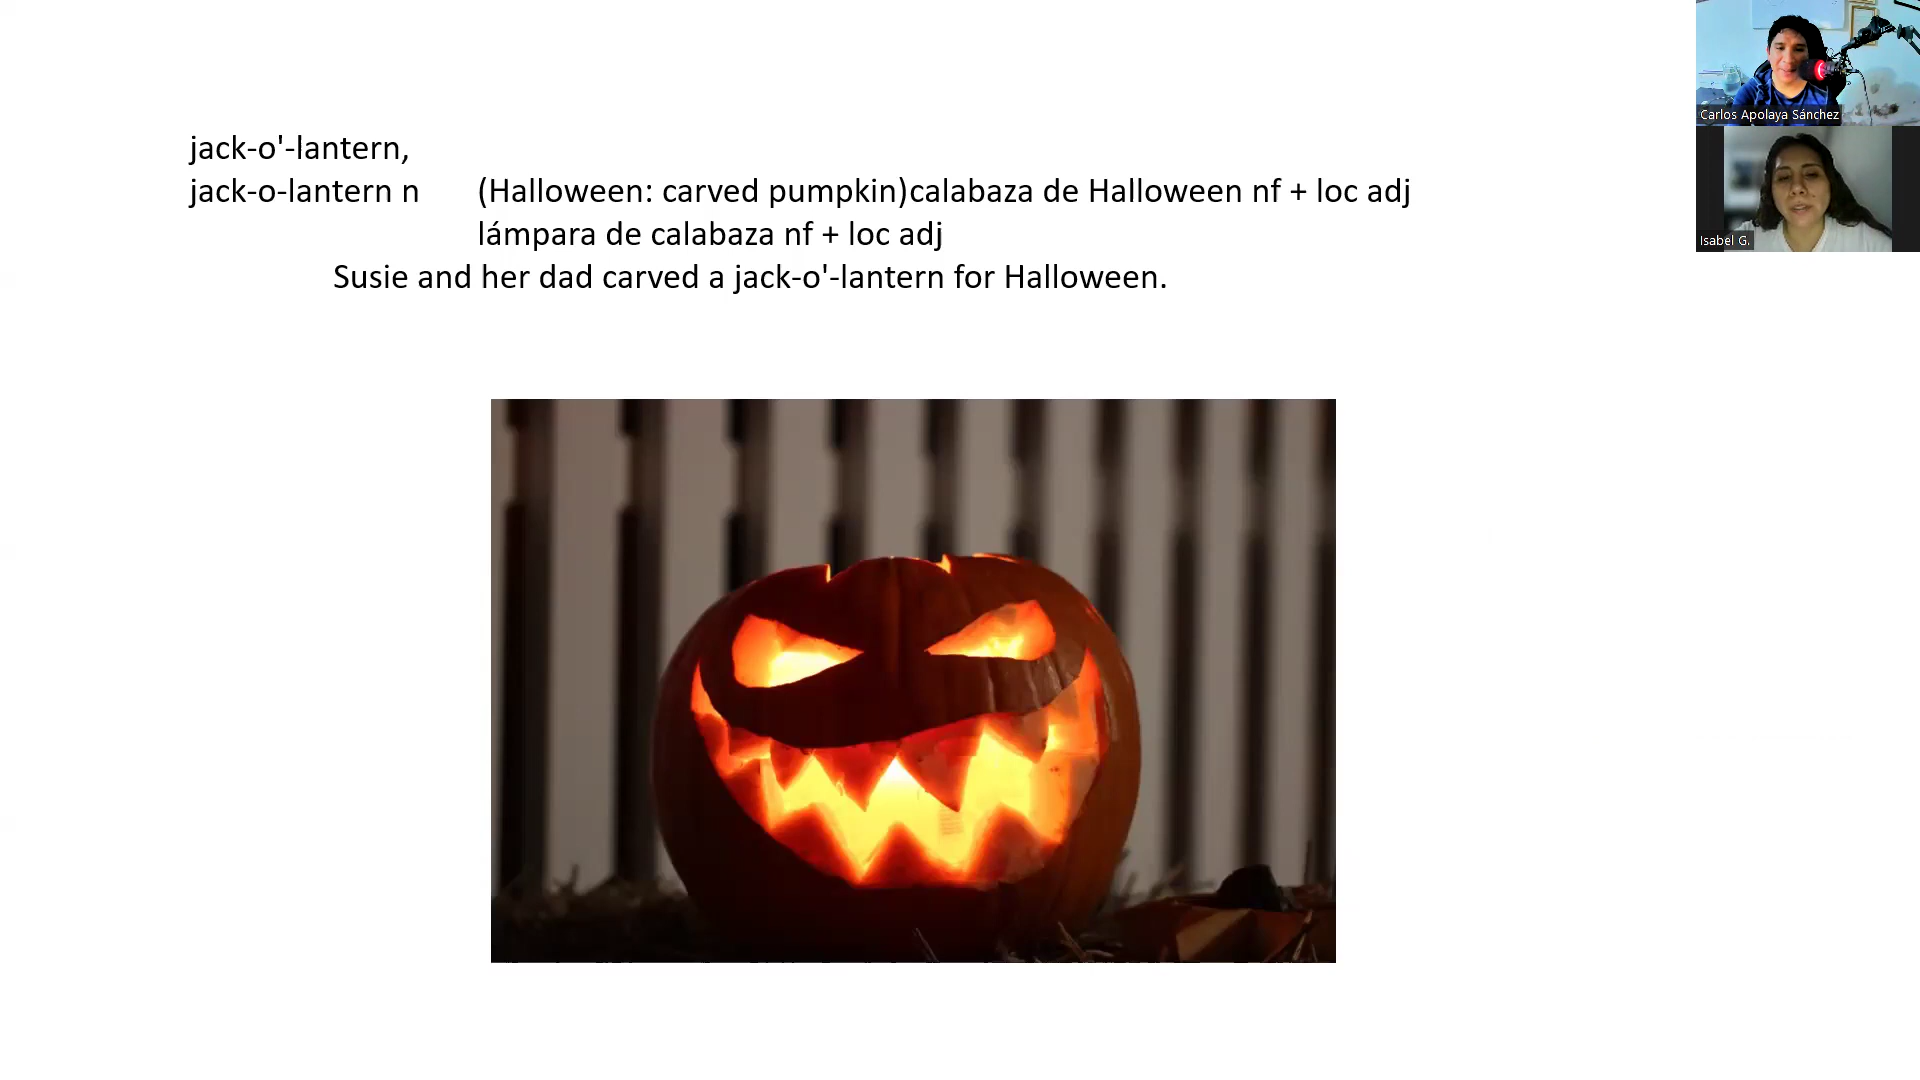 jack-o'-lantern,
jack-o-lantern n (Halloween: carved pumpkin)calabaza de Halloween nf + loc adj
lámpara de calabaza nf + loc adj
Susie and her dad carved a jack-o'-lantern for Halloween.
Carlos Apolaya Sánchez
Isabel G.